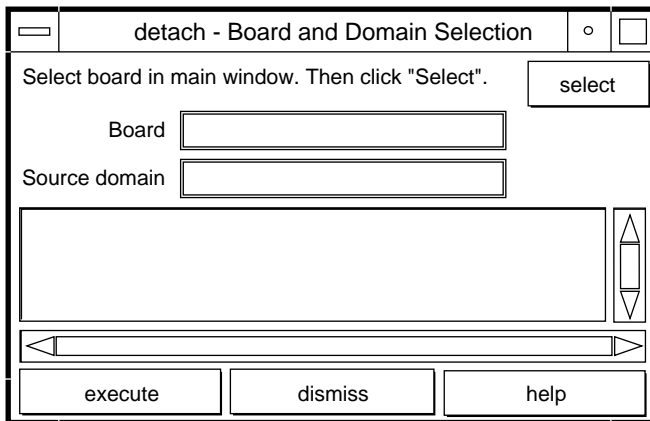 detach - Board and Domain Selection
Select board in main window. Then click "Select".
select
Board
Source domain
execute
dismiss
help